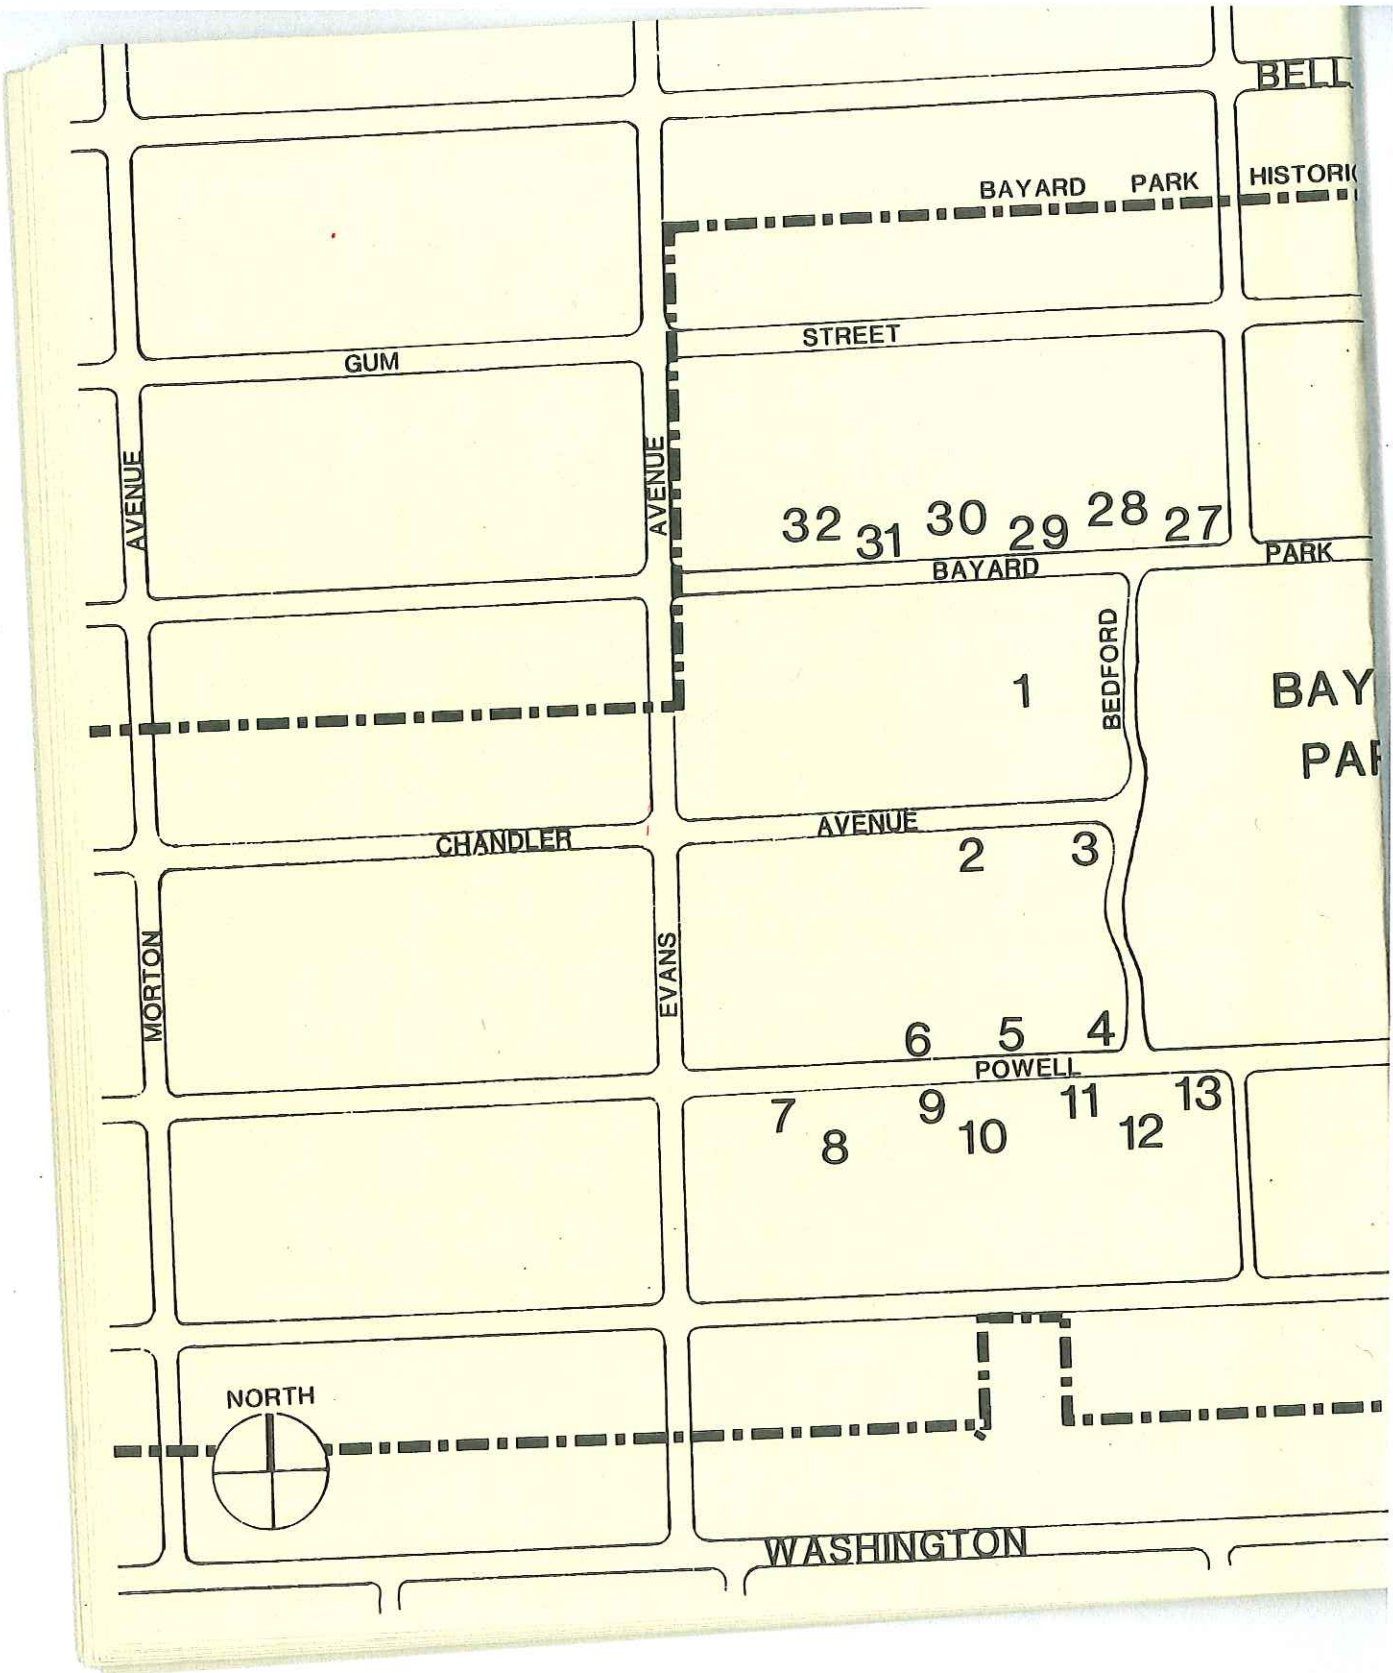 BELL
BAYARD PARK HISTORIC
GUM STREET
AVENUE
AVENUE
32 31 30 29 28 27
BAYARD PARK
BEDFORD
1
BAY
PAR
CHANDLER AVENUE
2 3
MORTON
EVANS
6 5 4
POWELL
7 8 9 10 11 12 13
NORTH
WASHINGTON